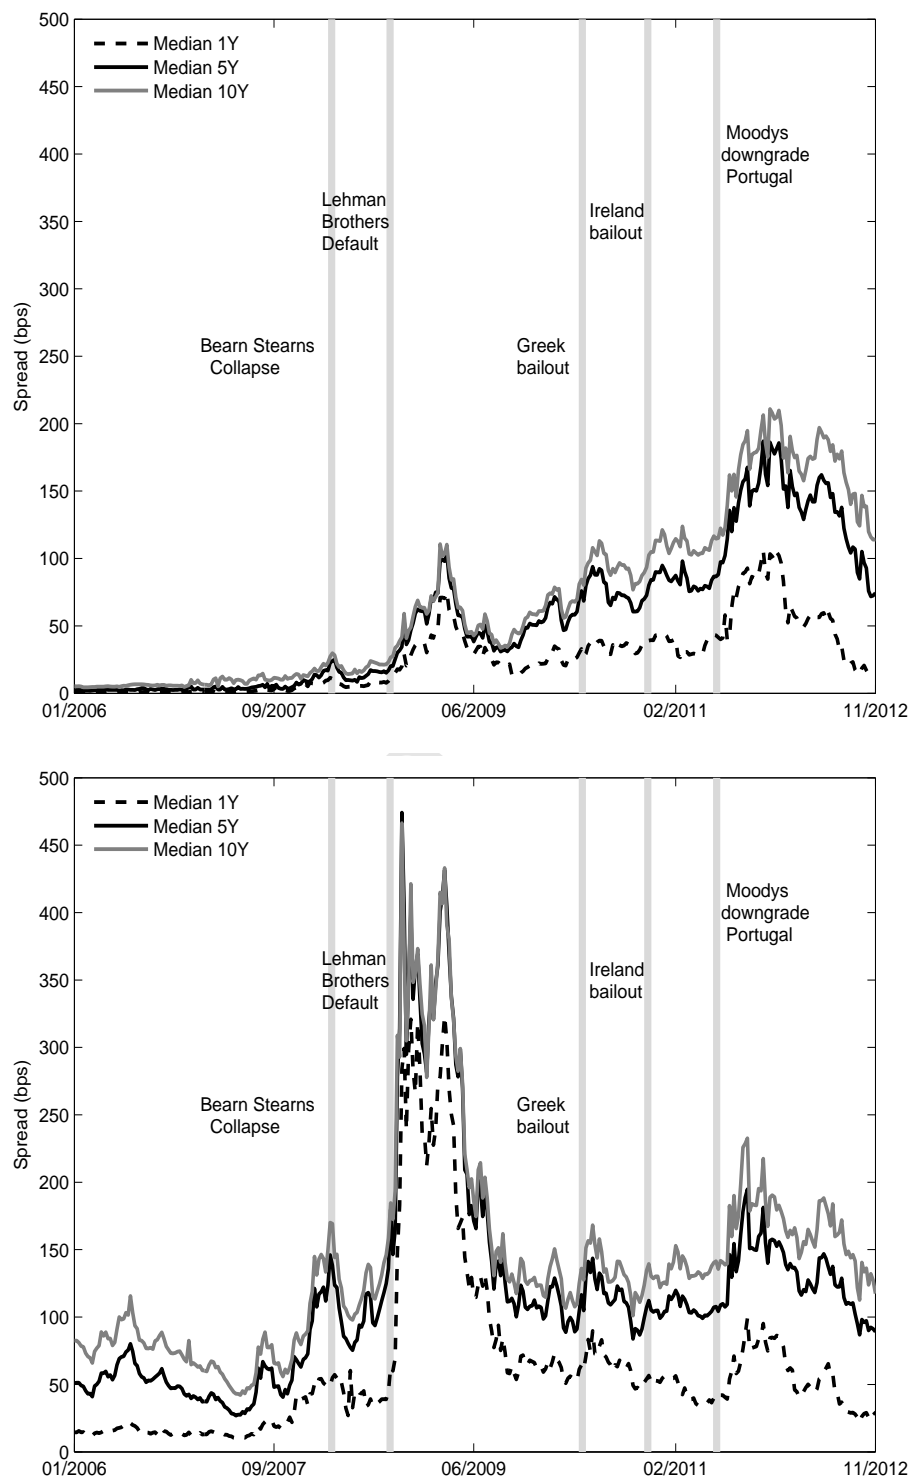 500
450
400
350
300
250
200
150
100
50
0
Spread (bps)
Median 1Y
Median 5Y
Median 10Y
Moodys
downgrade
Portugal
Lehman
Brothers
Default
Ireland
bailout
Bearn Stearns
Collapse
Greek
bailout
01/2006
09/2007
06/2009
02/2011
11/2012
500
450
400
350
300
250
200
150
100
50
0
Spread (bps)
Median 1Y
Median 5Y
Median 10Y
Moodys
downgrade
Portugal
Lehman
Brothers
Default
Ireland
bailout
Bearn Stearns
Collapse
Greek
bailout
01/2006
09/2007
06/2009
02/2011
11/2012